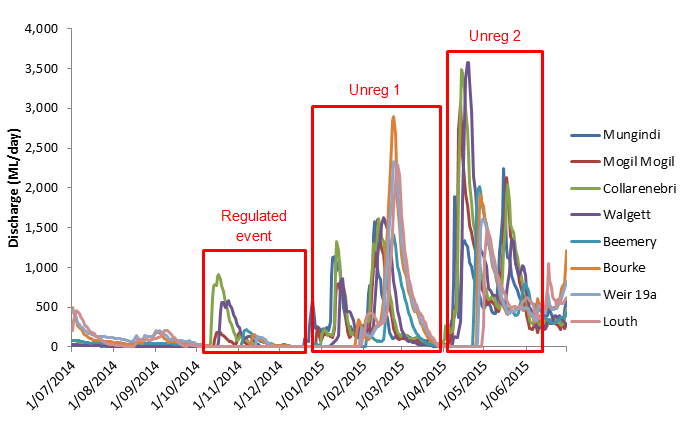 Unreg 2
Unreg 1
Regulated
event
Discharge (ML/day)
4,000
3,500
3,000
2,500
2,000
1,500
1,000
500
0
1/07/2014
1/08/2014
1/09/2014
1/10/2014
1/11/2014
1/12/2014
1/01/2015
1/02/2015
1/03/2015
1/04/2015
1/05/2015
1/06/2015
Mungindi
Mogil Mogil
Collarenebri
Walgett
Beemery
Bourke
Weir 19a
Louth